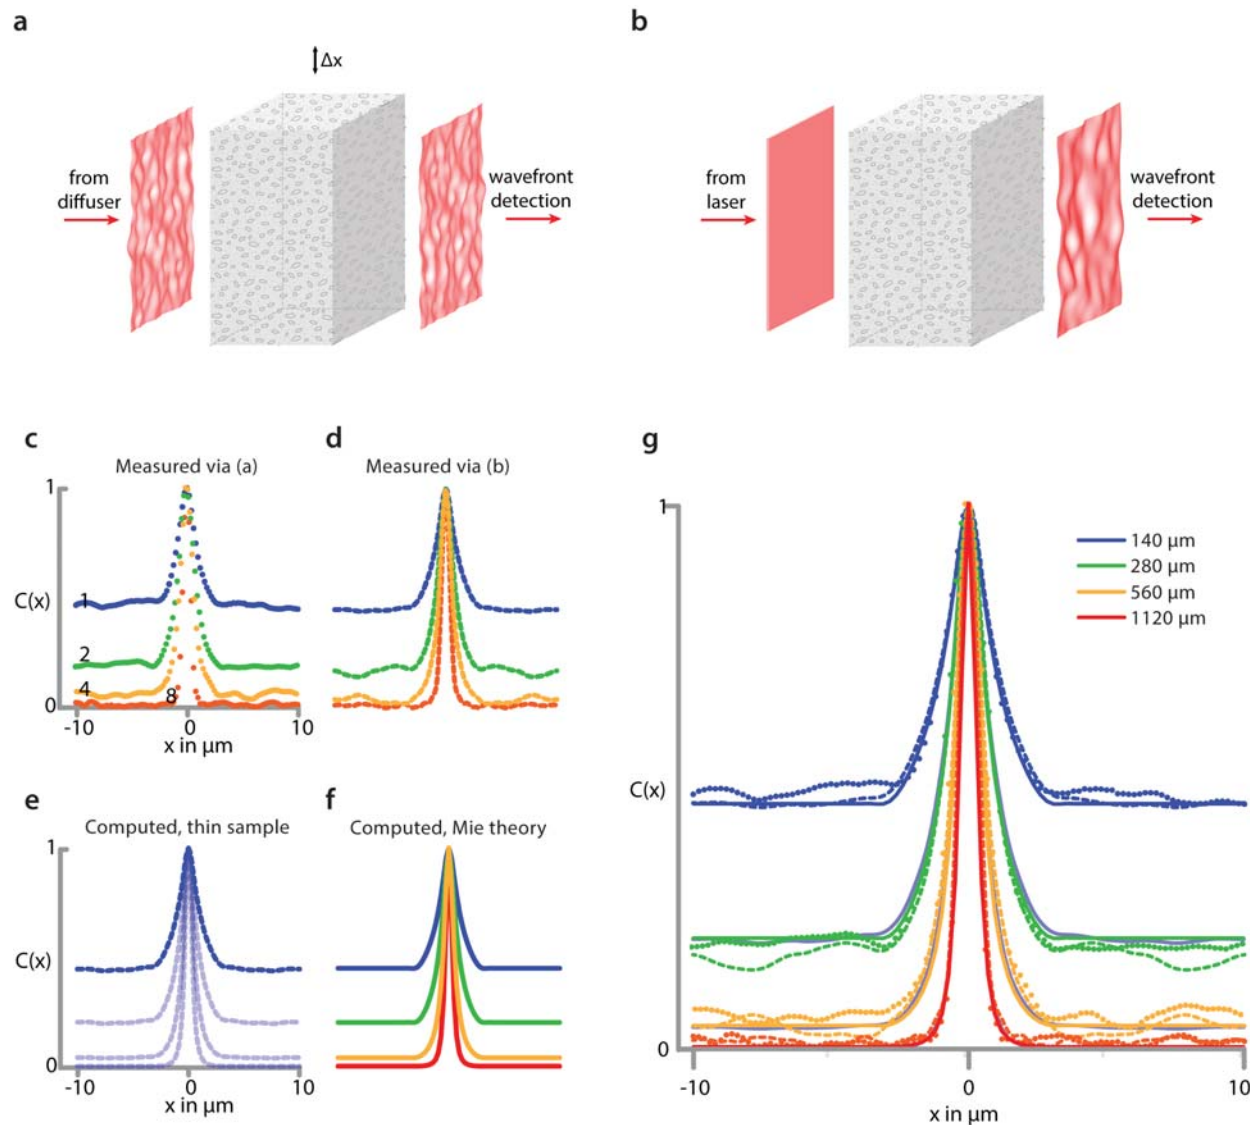 a
b
Δx
from
diffuser
wavefront
detection
from
laser
wavefront
detection
c
d
g
Measured via (a)
Measured via (b)
1
C(x)
1
2
4
8
0
-10
0
10
x in µm
1
140 µm
280 µm
560 µm
1120 µm
C(x)
0
-10
0
10
x in µm
e
f
Computed, thin sample
Computed, Mie theory
1
C(x)
0
-10
0
10
x in µm